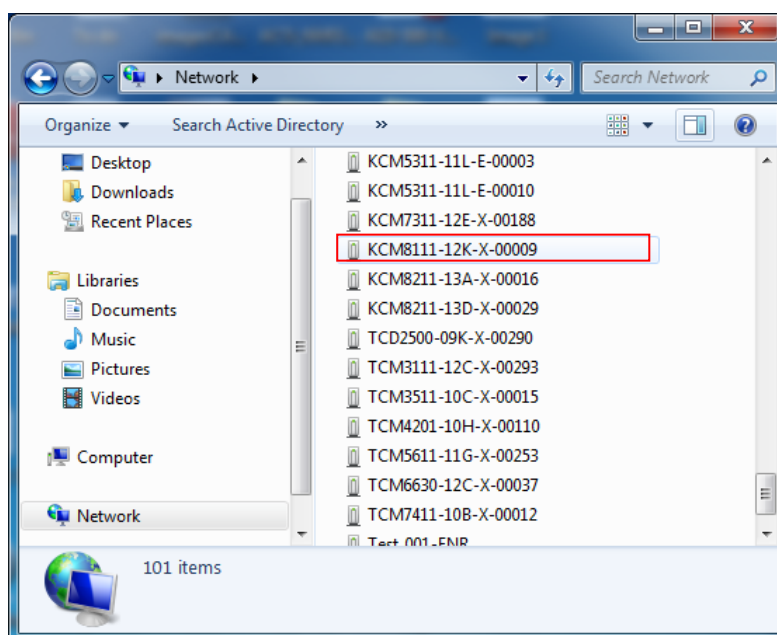 Network
Search Network
Organize
Search Active Directory
»
Desktop
Downloads
Recent Places
Libraries
Documents
Music
Pictures
Videos
Computer
Network
KCM5311-11L-E-00003
KCM5311-11L-E-00010
KCM7311-12E-X-00188
KCM8111-12K-X-00009
KCM8211-13A-X-00016
KCM8211-13D-X-00029
TCD2500-09K-X-00290
TCM3111-12C-X-00293
TCM3511-10C-X-00015
TCM4201-10H-X-00110
TCM5611-11G-X-00253
TCM6630-12C-X-00037
TCM7411-10B-X-00012
Test 001-ENR
101 items